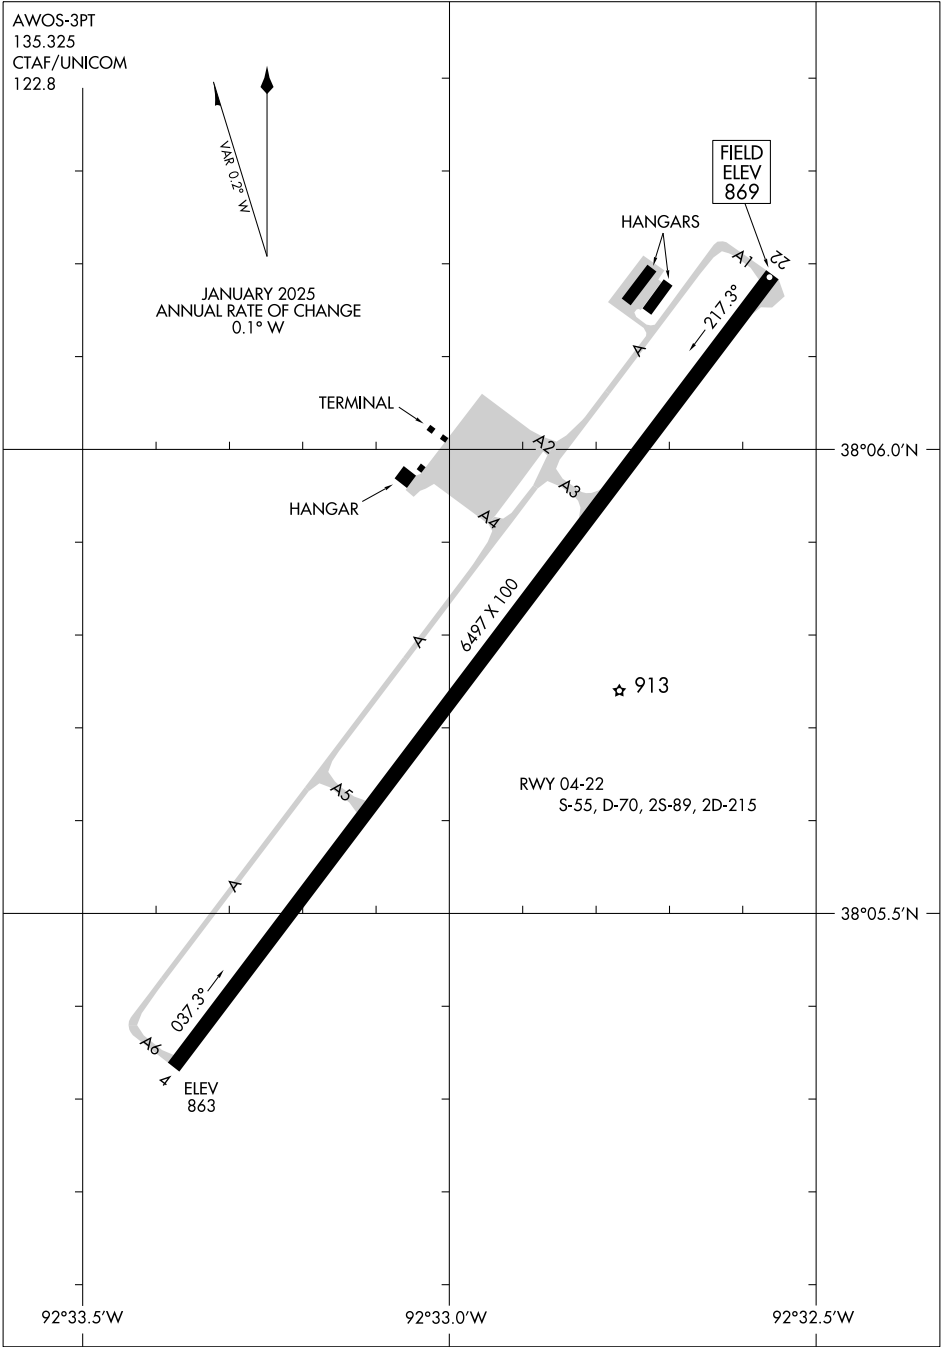 AWOS-3PT
135.325
CTAF/UNICOM
122.8
VAR 0.2° W
JANUARY 2025
ANNUAL RATE OF CHANGE
0.1° W
FIELD
ELEV
869
HANGARS
A1
22
217.3°
A
TERMINAL
A2
38°06.0'N
HANGAR
A3
A4
6497 X 100
A
913
RWY 04-22
S-55, D-70, 2S-89, 2D-215
A5
A
38°05.5'N
037.3°
A6
4
ELEV
863
92°33.5'W
92°33.0'W
92°32.5'W